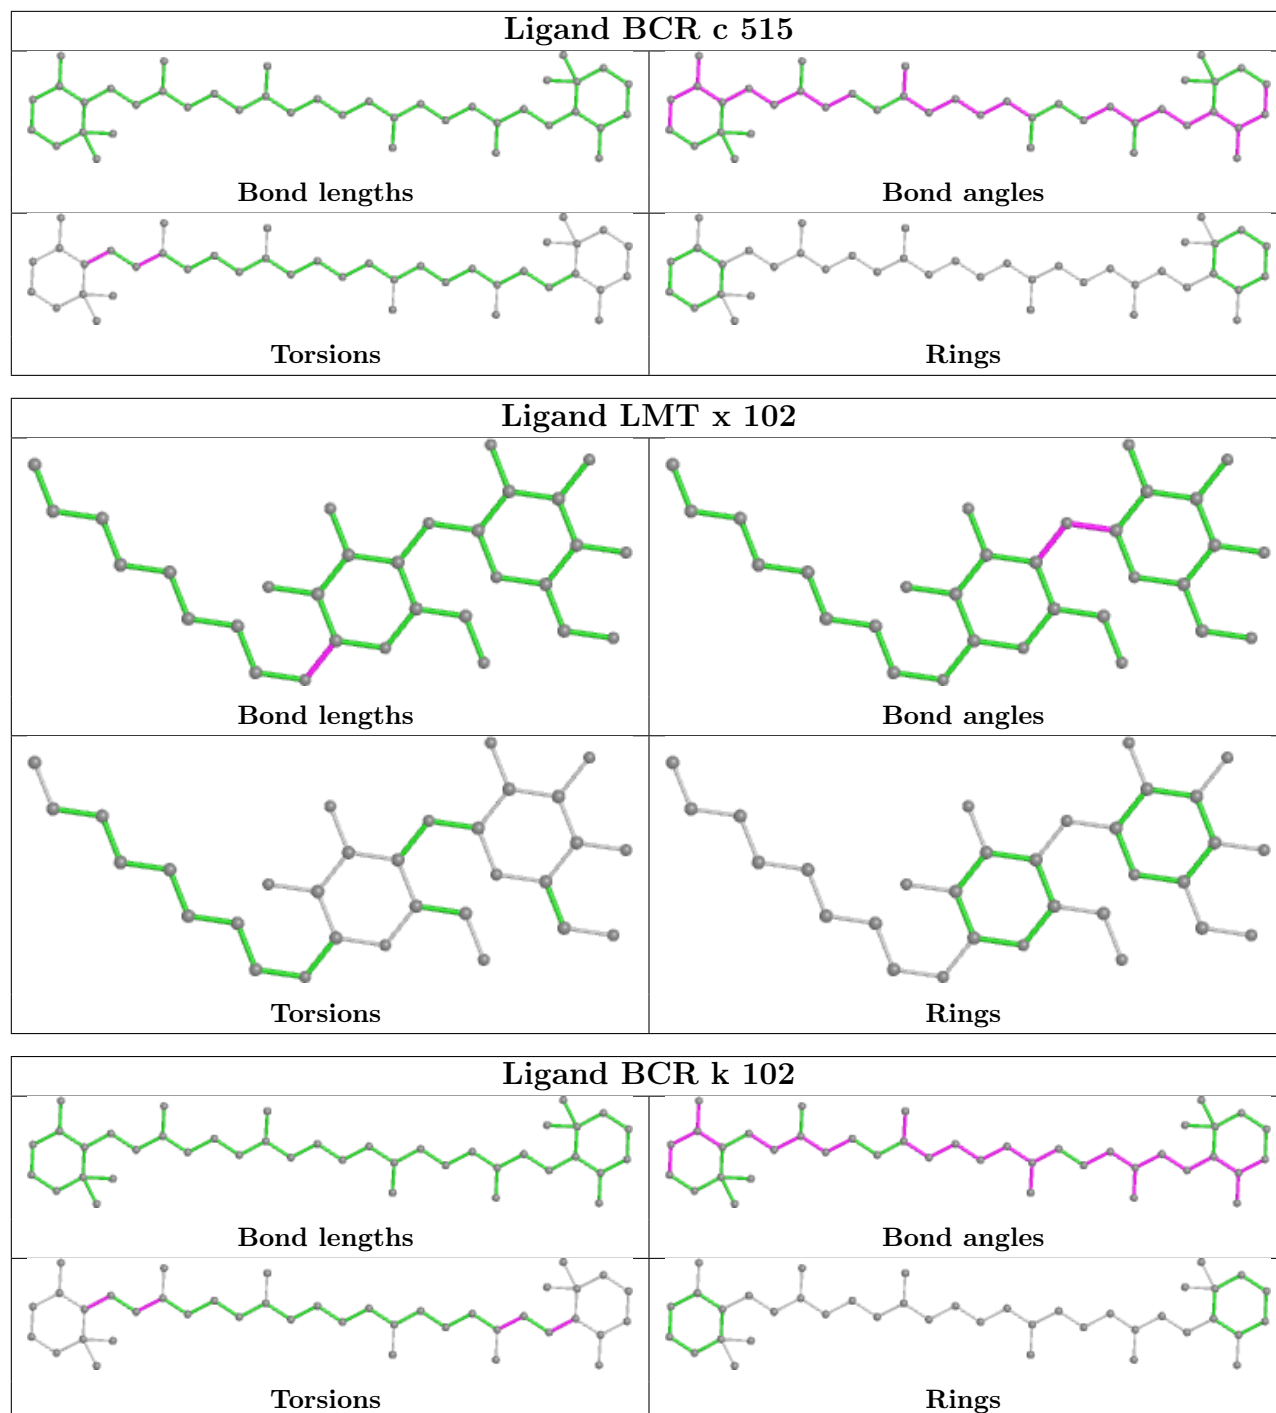 Ligand BCR c 515
Bond lengths
Bond angles
Torsions
Rings
Ligand LMT x 102
Bond lengths
Bond angles
Torsions
Rings
Ligand BCR k 102
Bond lengths
Bond angles
Torsions
Rings